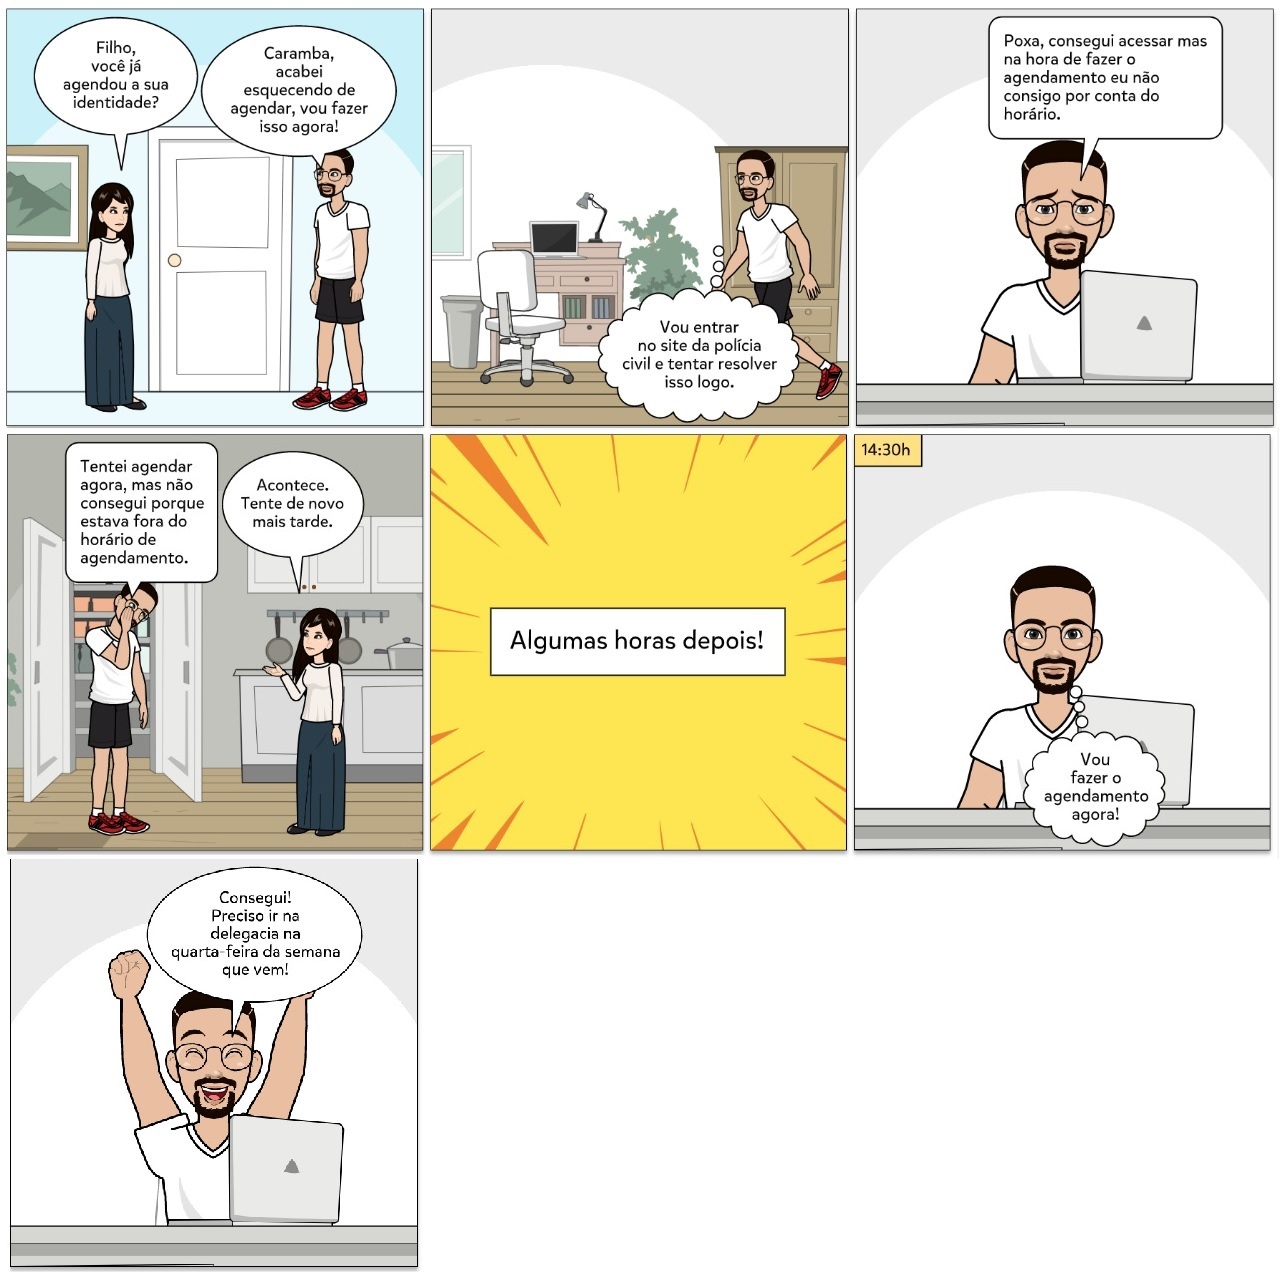 Filho,
você já
agendou a sua
identidade?
Caramba,
acabei
esquecendo de
agendar, vou fazer
isso agora!
Vou entrar
no site da polícia
civil e tentar resolver
isso logo.
Poxa, consegui acessar mas
na hora de fazer o
agendamento eu não
consigo por conta do
horário.
Tentei agendar
agora, mas não
consegui porque
estava fora do
horário de
agendamento.
Acontece.
Tente de novo
mais tarde.
Algumas horas depois!
14:30h
Vou
fazer o
agendamento
agora!
Consegui!
Preciso ir na
delegacia na
quarta-feira da semana
que vem!